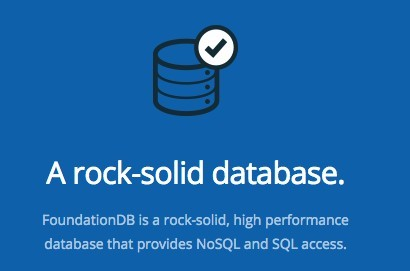 A rock-solid database.
FoundationDB is a rock-solid, high performance
database that provides NoSQL and SQL access.